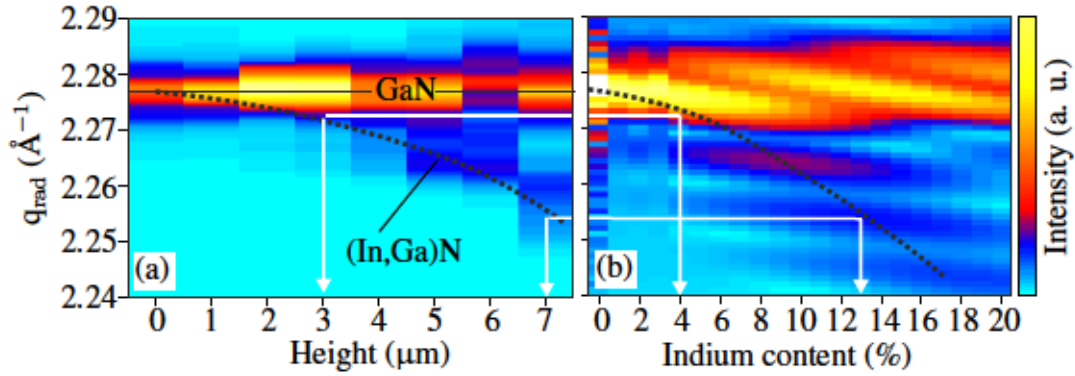 2.29
2.28
2.27
2.26
2.25
2.24
q_rad (Å⁻¹)
GaN
(In,Ga)N
(a)
0 1 2 3 4 5 6 7
Height (μm)
(b)
0 2 4 6 8 10 12 14 16 18 20
Indium content (%)
Intensity (a. u.)